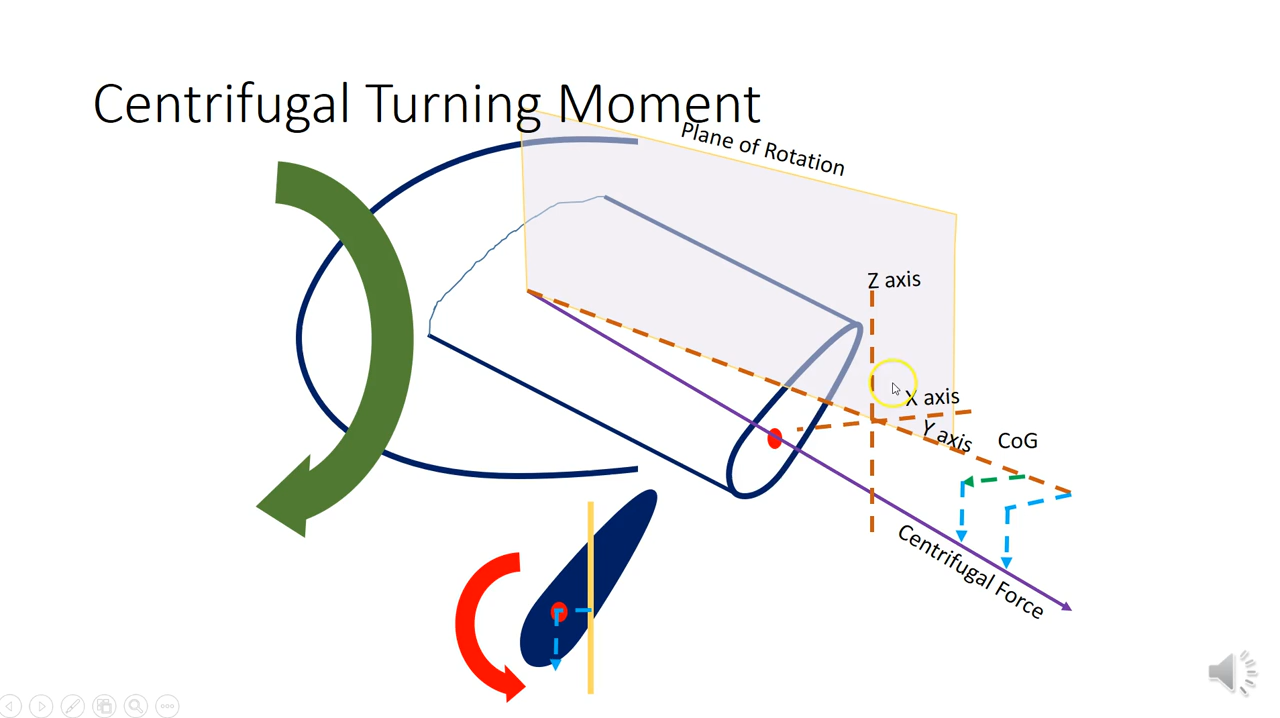 Centrifugal Turning Moment
Plane of Rotation
Z axis
X axis
Y axis
CoG
Centrifugal Force